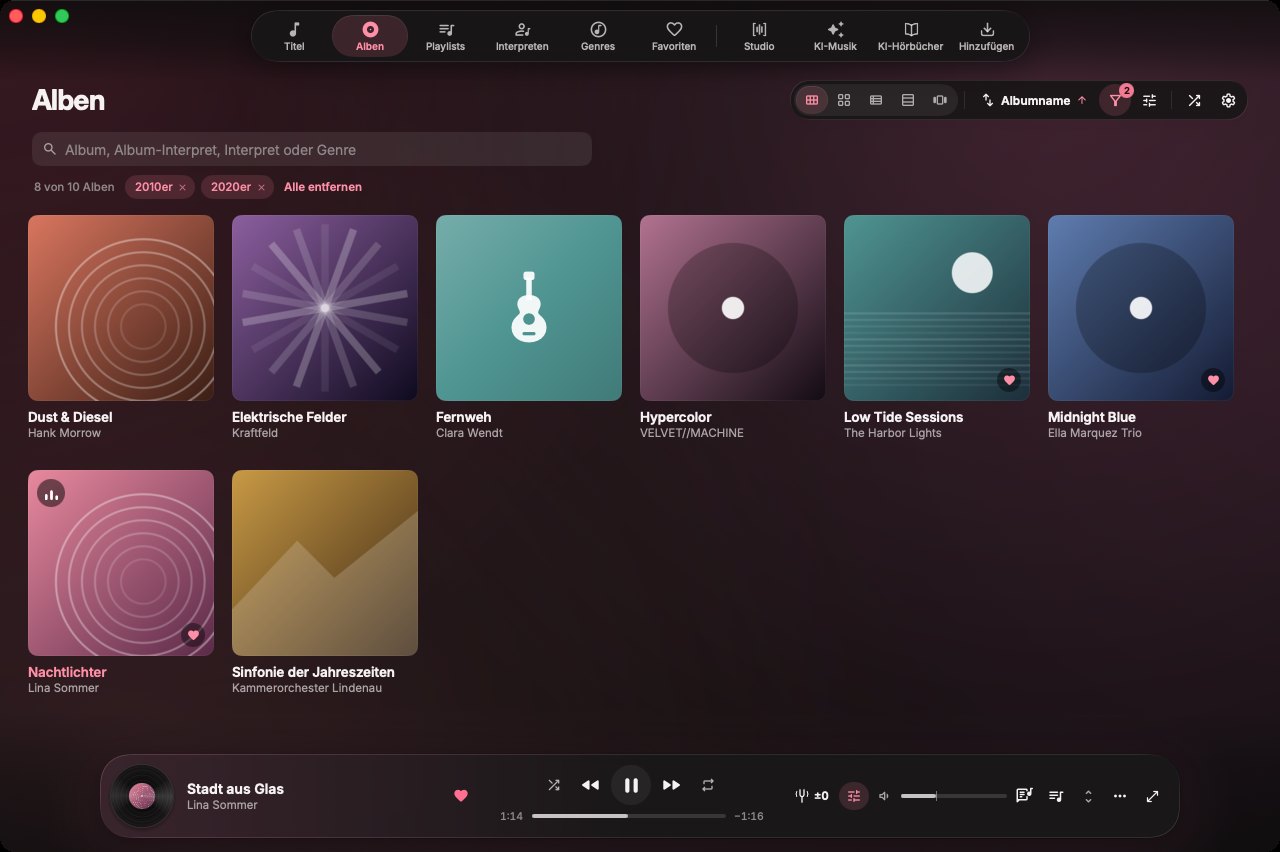 Titel
Alben
Playlists
Interpreten
Genres
Favoriten
Studio
KI-Musik
KI-Hörbücher
Hinzufügen
Alben
Albumname
2
Album, Album-Interpret, Interpret oder Genre
8 von 10 Alben
2010er ×
2020er ×
Alle entfernen
Dust & Diesel
Hank Morrow
Elektrische Felder
Kraftfeld
Fernweh
Clara Wendt
Hypercolor
VELVET//MACHINE
Low Tide Sessions
The Harbor Lights
Midnight Blue
Ella Marquez Trio
Nachtlichter
Lina Sommer
Sinfonie der Jahreszeiten
Kammerorchester Lindenau
Stadt aus Glas
Lina Sommer
1:14
−1:16
±0